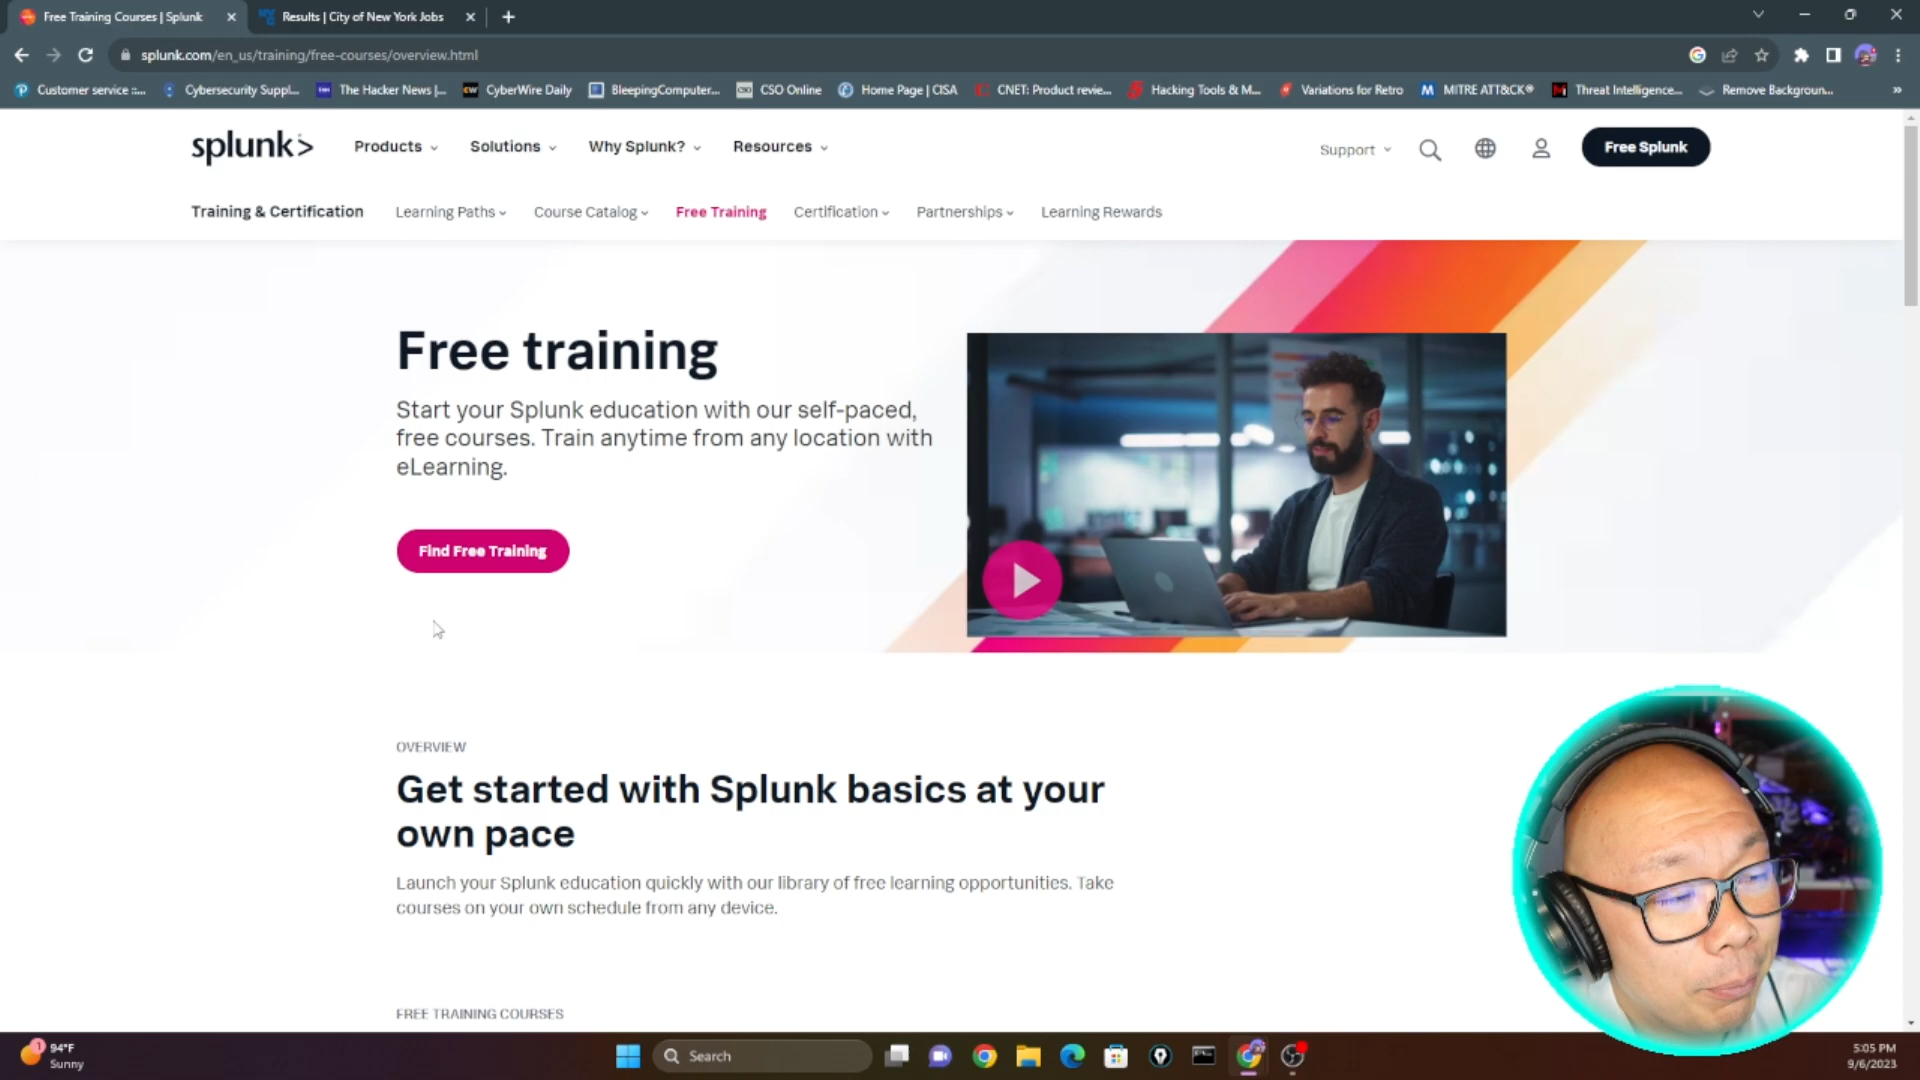 Free Training Courses | Splunk
Results | City of New York Jobs
splunk.com/en_us/training/free-courses/overview.html
Customer service ::...
Cybersecurity Suppl...
The Hacker News |...
CyberWire Daily
BleepingComputer...
CSO Online
Home Page | CISA
CNET: Product revie...
Hacking Tools & M...
Variations for Retro
MITRE ATT&CK®
Threat Intelligence...
Remove Backgroun...
splunk>
Products
Solutions
Why Splunk?
Resources
Support
Free Splunk
Training & Certification
Learning Paths
Course Catalog
Free Training
Certification
Partnerships
Learning Rewards
Free training
Start your Splunk education with our self-paced,
free courses. Train anytime from any location with
eLearning.
Find Free Training
OVERVIEW
Get started with Splunk basics at your
own pace
Launch your Splunk education quickly with our library of free learning opportunities. Take
courses on your own schedule from any device.
FREE TRAINING COURSES
1
94°F
Sunny
Search
5:05 PM
9/6/2023